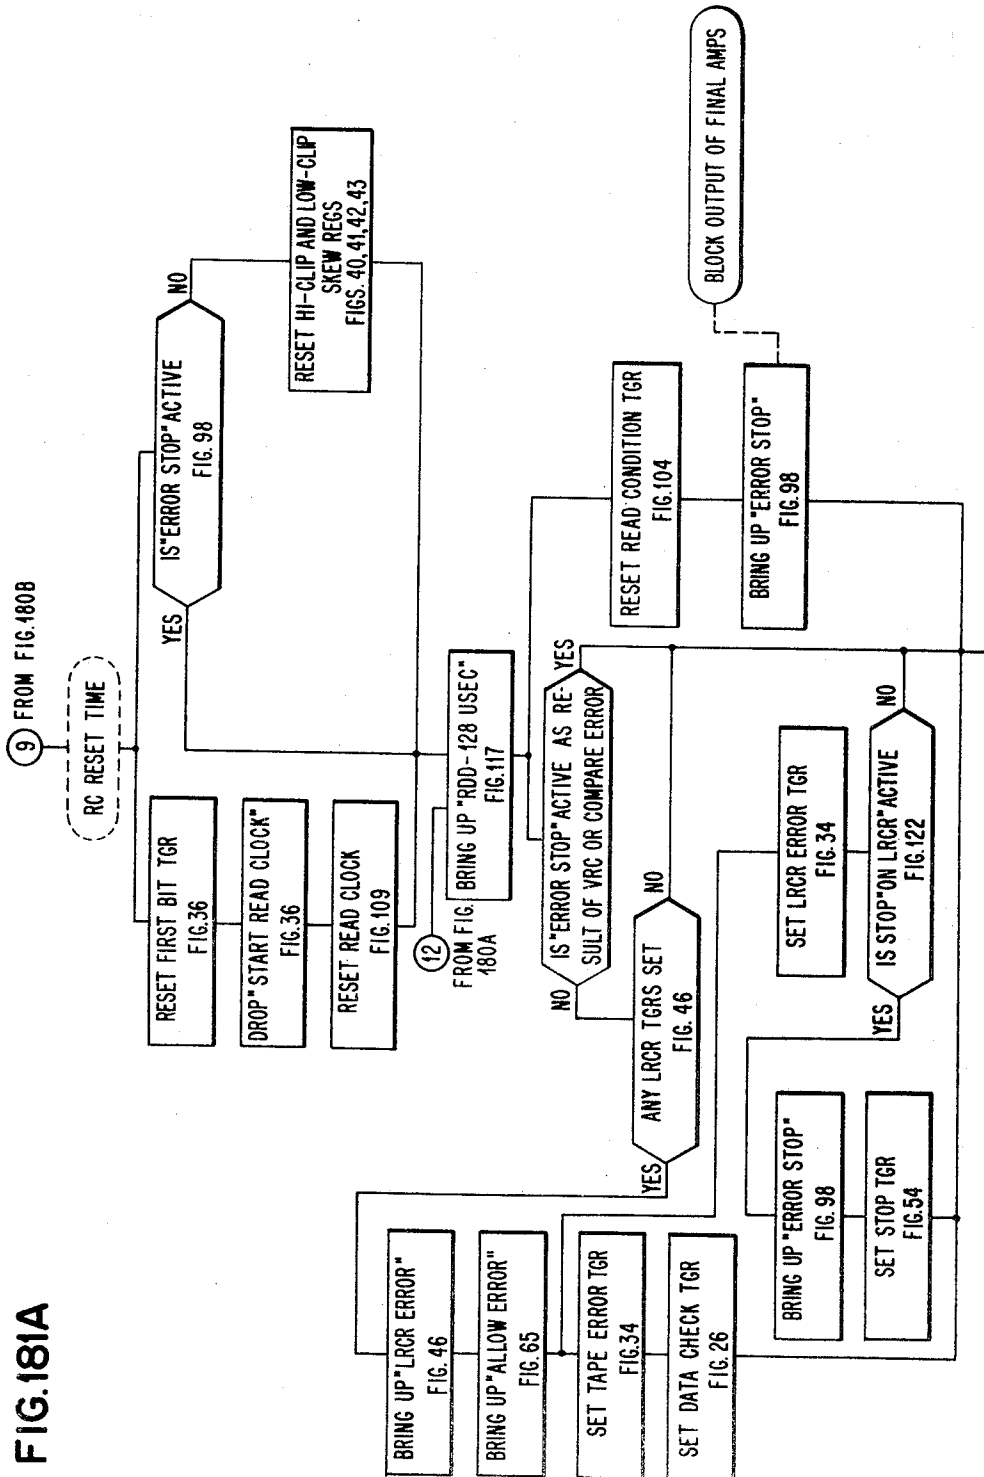 FIG.181A
9 FROM FIG.180B
RC RESET TIME
RESET FIRST BIT TGR
FIG.36
DROP "START READ CLOCK"
FIG.36
RESET READ CLOCK
FIG.109
IS "ERROR STOP" ACTIVE
FIG.98
YES
NO
RESET HI-CLIP AND LOW-CLIP
SKEW REGS
FIGS.40,41,42,43
12
FROM FIG.
180A
BRING UP "RDD-128 USEC"
FIG.117
IS "ERROR STOP" ACTIVE AS RE-
SULT OF VRC OR COMPARE ERROR
NO
YES
RESET READ CONDITION TGR
FIG.104
BRING UP "ERROR STOP"
FIG.98
BLOCK OUTPUT OF FINAL AMPS
ANY LRCR TGRS SET
FIG.46
YES
NO
BRING UP "LRCR ERROR"
FIG.46
BRING UP "ALLOW ERROR"
FIG.65
SET TAPE ERROR TGR
FIG.34
SET DATA CHECK TGR
FIG.26
SET LRCR ERROR TGR
FIG.34
IS "STOP" ON LRCR" ACTIVE
FIG.122
YES
NO
BRING UP "ERROR STOP"
FIG.98
SET STOP TGR
FIG.54